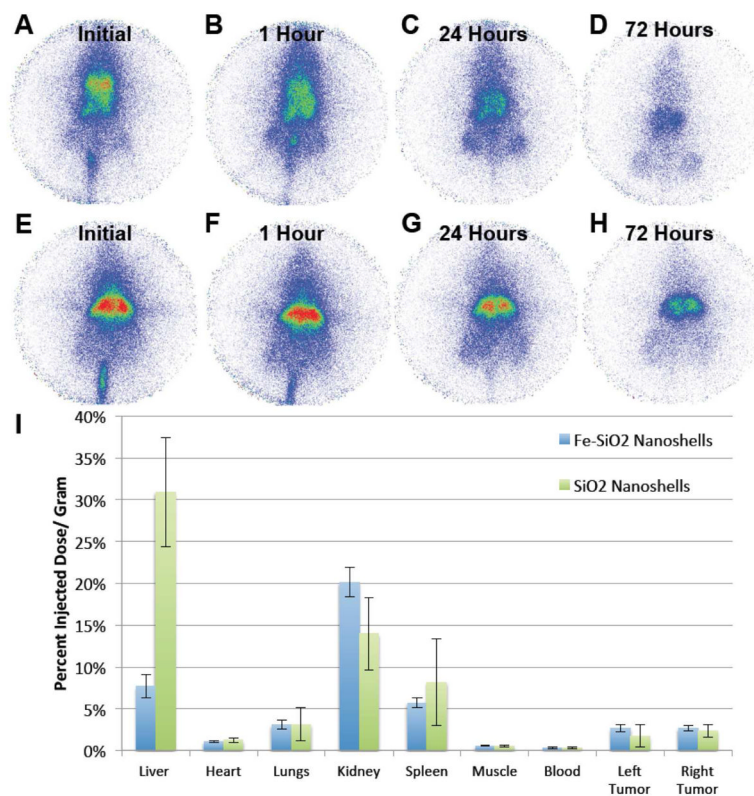 A Initial B 1 Hour C 24 Hours D 72 Hours
E Initial F 1 Hour G 24 Hours H 72 Hours
I
40%
35%
30%
25%
20%
15%
10%
5%
0%
Percent Injected Dose/ Gram
Fe-SiO2 Nanoshells
SiO2 Nanoshells
Liver Heart Lungs Kidney Spleen Muscle Blood Left Right
Tumor Tumor